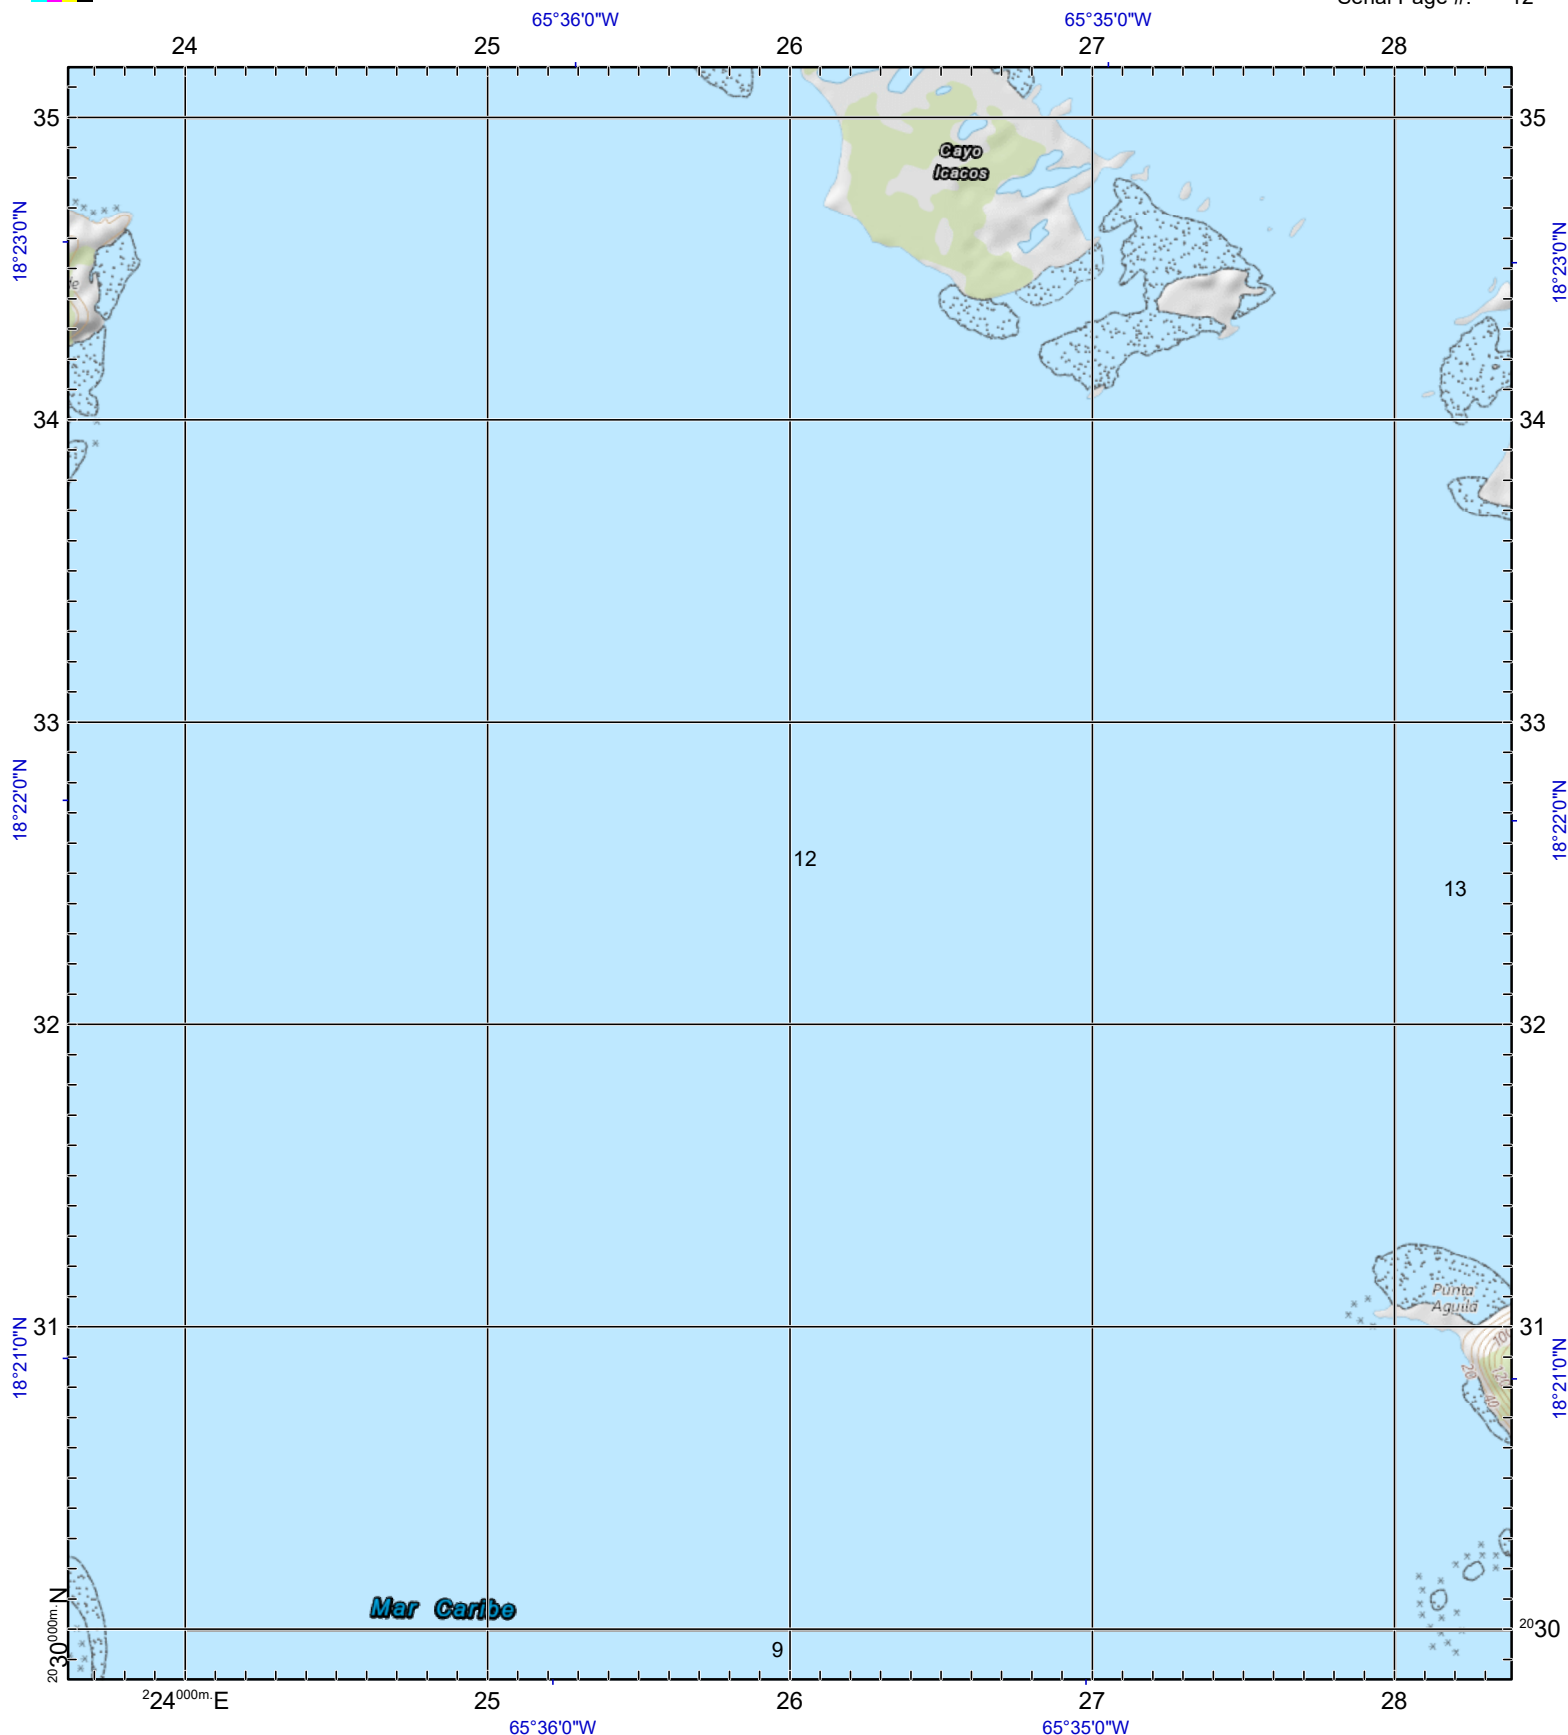 65°36'0"W 65°35'0"W
24 25 26 27 28
35 35
Cayo
Icacos
18°23'0"N 18°23'0"N
34 34
33 33
18°22'0"N 18°22'0"N
12
13
32 32
Punta
Aguila
31 31
18°21'0"N 18°21'0"N
20
40
Mar Caribe
2030000m.N 2030
9
224000m.E 25 26 27 28
65°36'0"W 65°35'0"W